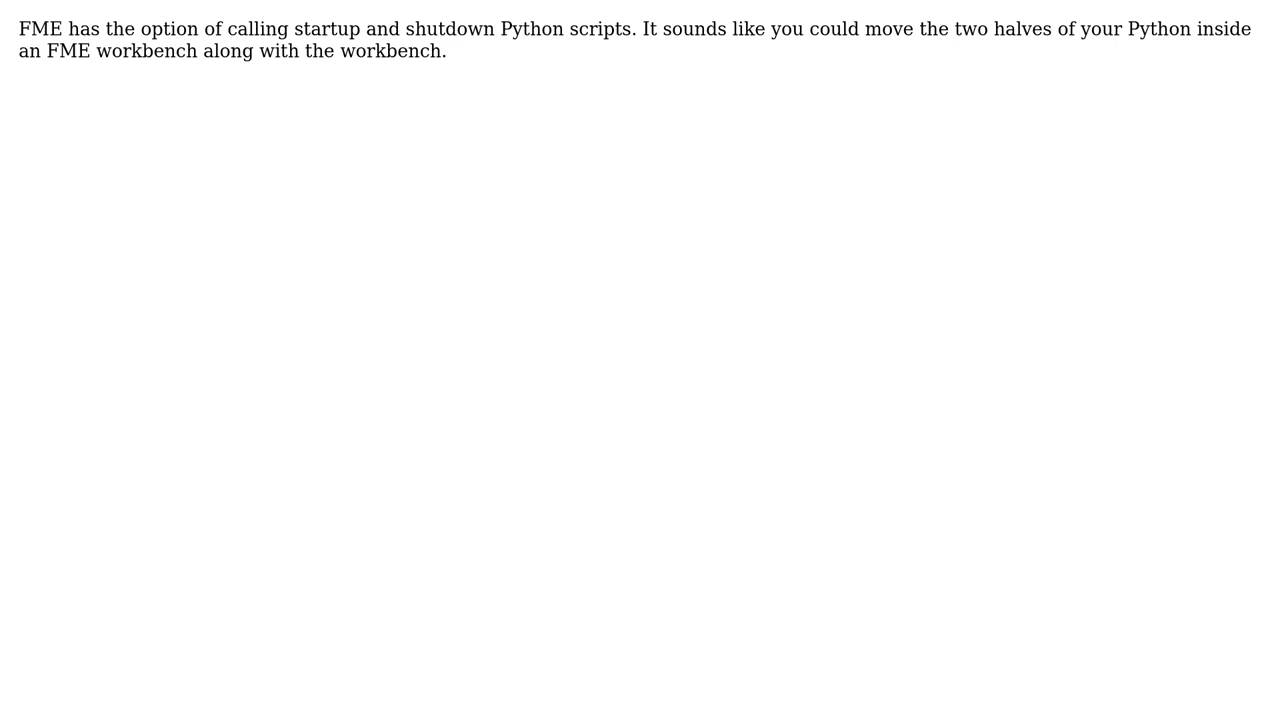 FME has the option of calling startup and shutdown Python scripts. It sounds like you could move the two halves of your Python inside
an FME workbench along with the workbench.